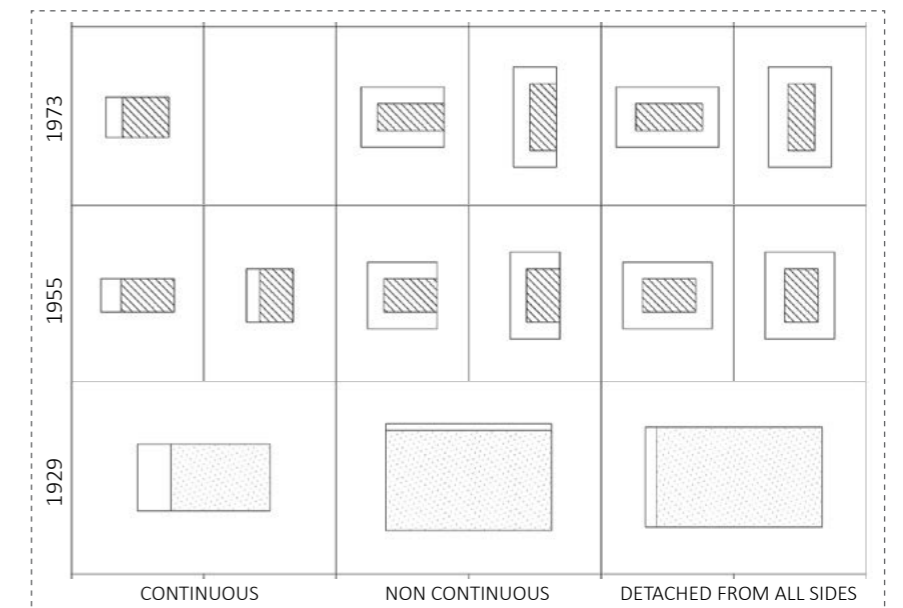 1973
1955
1929
CONTINUOUS
NON CONTINUOUS
DETACHED FROM ALL SIDES